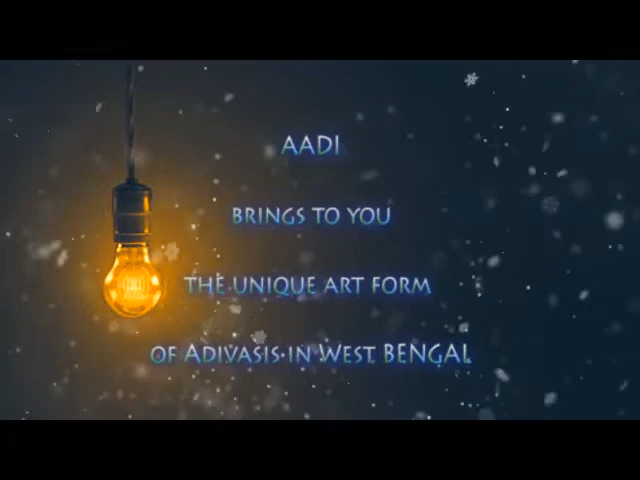 AADI
BRINGS TO YOU
THE UNIQUE ART FORM
OF ADIVASIS IN WEST BENGAL